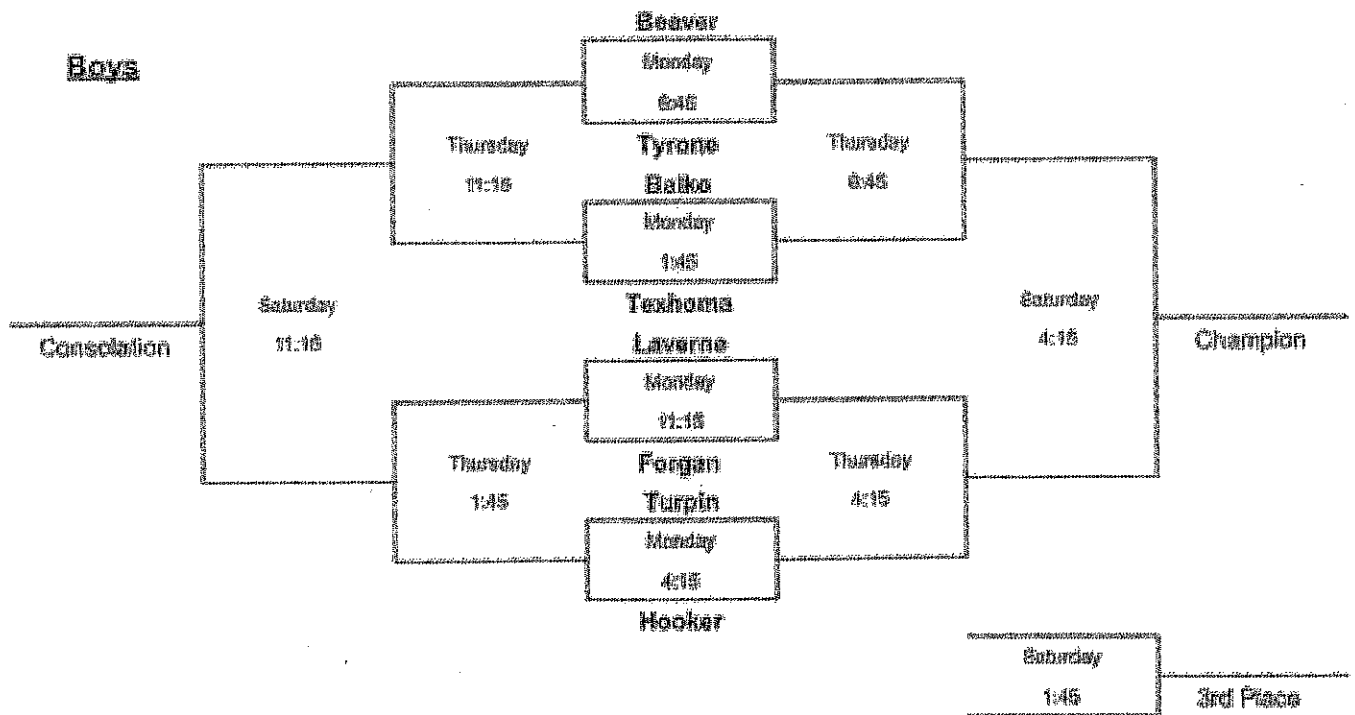 Boys
Beaver
Monday
6:45
Tyrone
Thursday
11:15
Thursday
6:45
Balko
Monday
1:45
Texhoma
Saturday
11:15
Consolation
Saturday
4:15
Champion
Laverne
Monday
11:15
Forgan
Thursday
1:45
Thursday
4:15
Turpin
Monday
4:15
Hooker
Saturday
1:45
3rd Place